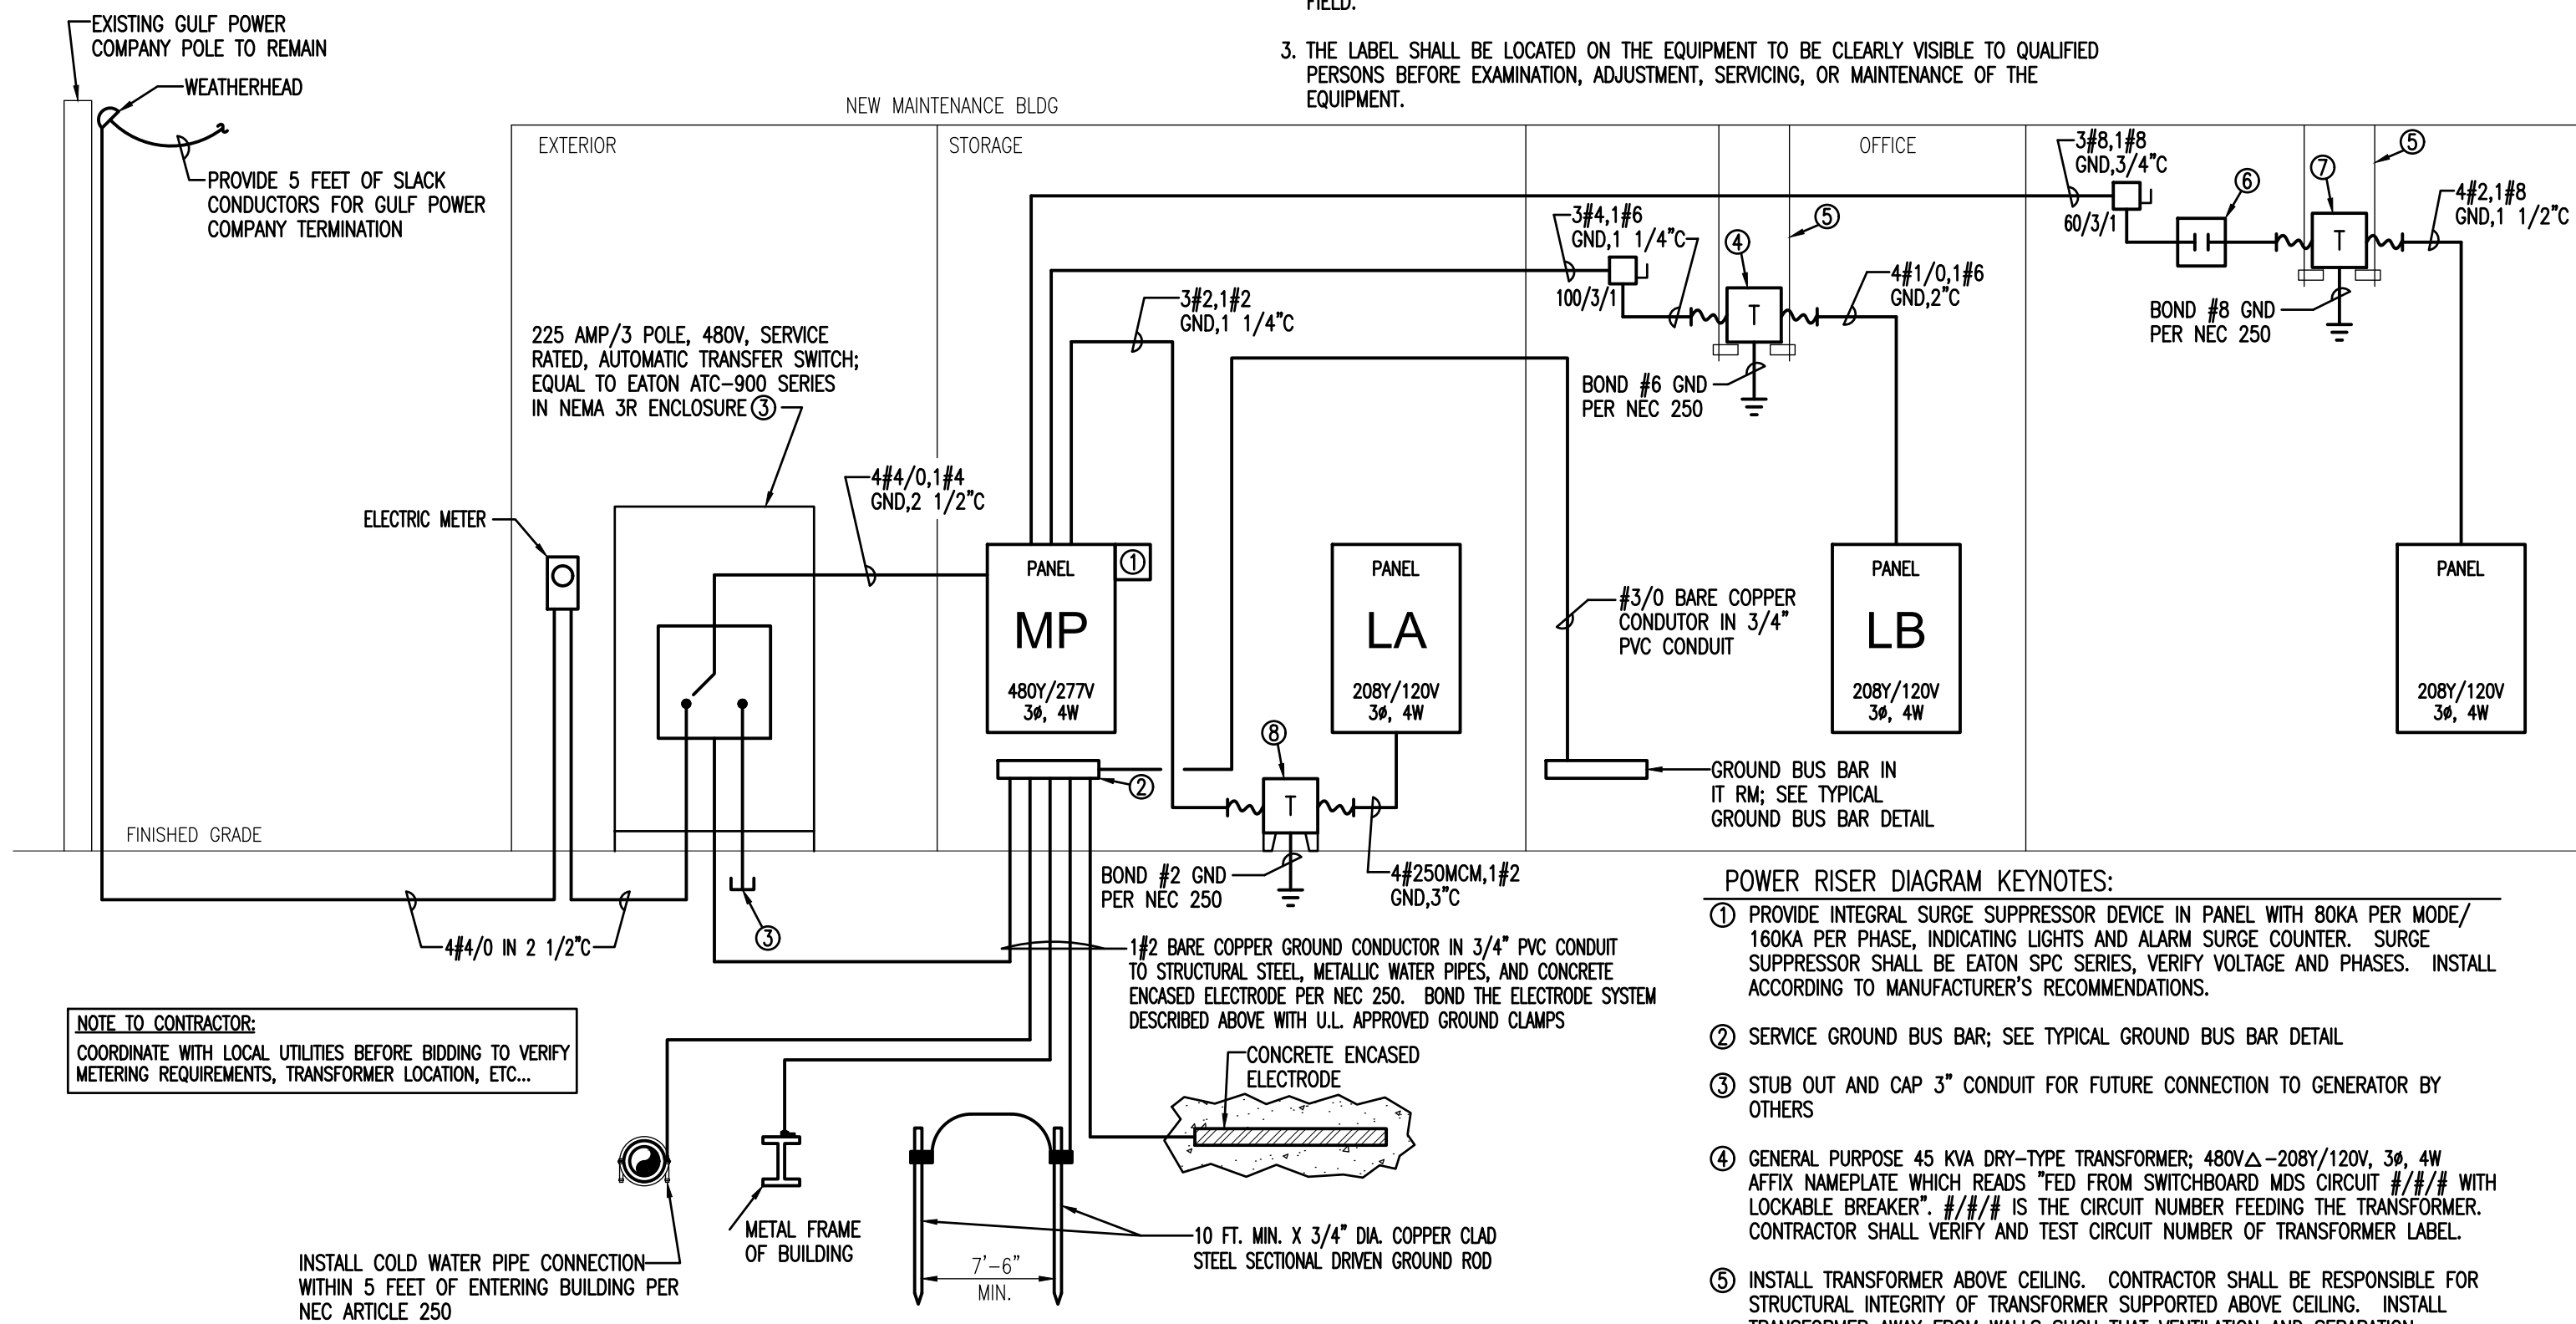 FIELD.
3. THE LABEL SHALL BE LOCATED ON THE EQUIPMENT TO BE CLEARLY VISIBLE TO QUALIFIED
PERSONS BEFORE EXAMINATION, ADJUSTMENT, SERVICING, OR MAINTENANCE OF THE
EQUIPMENT.
EXISTING GULF POWER
COMPANY POLE TO REMAIN
WEATHERHEAD
PROVIDE 5 FEET OF SLACK
CONDUCTORS FOR GULF POWER
COMPANY TERMINATION
NEW MAINTENANCE BLDG
EXTERIOR
STORAGE
OFFICE
3#8,1#8
GND,3/4"C
60/3/1
6
7
5
4#2,1#8
GND,1 1/2"C
BOND #8 GND
PER NEC 250
T
3#4,1#6
GND,1 1/4"C
100/3/1
4
5
T
4#1/0,1#6
GND,2"C
BOND #6 GND
PER NEC 250
3#2,1#2
GND,1 1/4"C
225 AMP/3 POLE, 480V, SERVICE
RATED, AUTOMATIC TRANSFER SWITCH;
EQUAL TO EATON ATC-900 SERIES
IN NEMA 3R ENCLOSURE 3
4#4/0,1#4
GND,2 1/2"C
ELECTRIC METER
PANEL
MP
480Y/277V
3ø, 4W
1
PANEL
LA
208Y/120V
3ø, 4W
#3/0 BARE COPPER
CONDUTOR IN 3/4"
PVC CONDUIT
PANEL
LB
208Y/120V
3ø, 4W
PANEL
208Y/120V
3ø, 4W
2
8
T
GROUND BUS BAR IN
IT RM; SEE TYPICAL
GROUND BUS BAR DETAIL
FINISHED GRADE
BOND #2 GND
PER NEC 250
4#250MCM,1#2
GND,3"C
3
4#4/0 IN 2 1/2"C
1#2 BARE COPPER GROUND CONDUCTOR IN 3/4" PVC CONDUIT
TO STRUCTURAL STEEL, METALLIC WATER PIPES, AND CONCRETE
ENCASED ELECTRODE PER NEC 250. BOND THE ELECTRODE SYSTEM
DESCRIBED ABOVE WITH U.L. APPROVED GROUND CLAMPS
NOTE TO CONTRACTOR:
COORDINATE WITH LOCAL UTILITIES BEFORE BIDDING TO VERIFY
METERING REQUIREMENTS, TRANSFORMER LOCATION, ETC...
CONCRETE ENCASED
ELECTRODE
METAL FRAME
OF BUILDING
7'-6"
MIN.
10 FT. MIN. X 3/4" DIA. COPPER CLAD
STEEL SECTIONAL DRIVEN GROUND ROD
INSTALL COLD WATER PIPE CONNECTION
WITHIN 5 FEET OF ENTERING BUILDING PER
NEC ARTICLE 250
POWER RISER DIAGRAM KEYNOTES:
1 PROVIDE INTEGRAL SURGE SUPPRESSOR DEVICE IN PANEL WITH 80KA PER MODE/
160KA PER PHASE, INDICATING LIGHTS AND ALARM SURGE COUNTER. SURGE
SUPPRESSOR SHALL BE EATON SPC SERIES, VERIFY VOLTAGE AND PHASES. INSTALL
ACCORDING TO MANUFACTURER'S RECOMMENDATIONS.
2 SERVICE GROUND BUS BAR; SEE TYPICAL GROUND BUS BAR DETAIL
3 STUB OUT AND CAP 3" CONDUIT FOR FUTURE CONNECTION TO GENERATOR BY
OTHERS
4 GENERAL PURPOSE 45 KVA DRY-TYPE TRANSFORMER; 480V△-208Y/120V, 3ø, 4W
AFFIX NAMEPLATE WHICH READS "FED FROM SWITCHBOARD MDS CIRCUIT #/#/# WITH
LOCKABLE BREAKER". #/#/# IS THE CIRCUIT NUMBER FEEDING THE TRANSFORMER.
CONTRACTOR SHALL VERIFY AND TEST CIRCUIT NUMBER OF TRANSFORMER LABEL.
5 INSTALL TRANSFORMER ABOVE CEILING. CONTRACTOR SHALL BE RESPONSIBLE FOR
STRUCTURAL INTEGRITY OF TRANSFORMER SUPPORTED ABOVE CEILING. INSTALL
TRANSFORMER AWAY FROM WALLS SUCH THAT VENTILATION AND SEPARATION